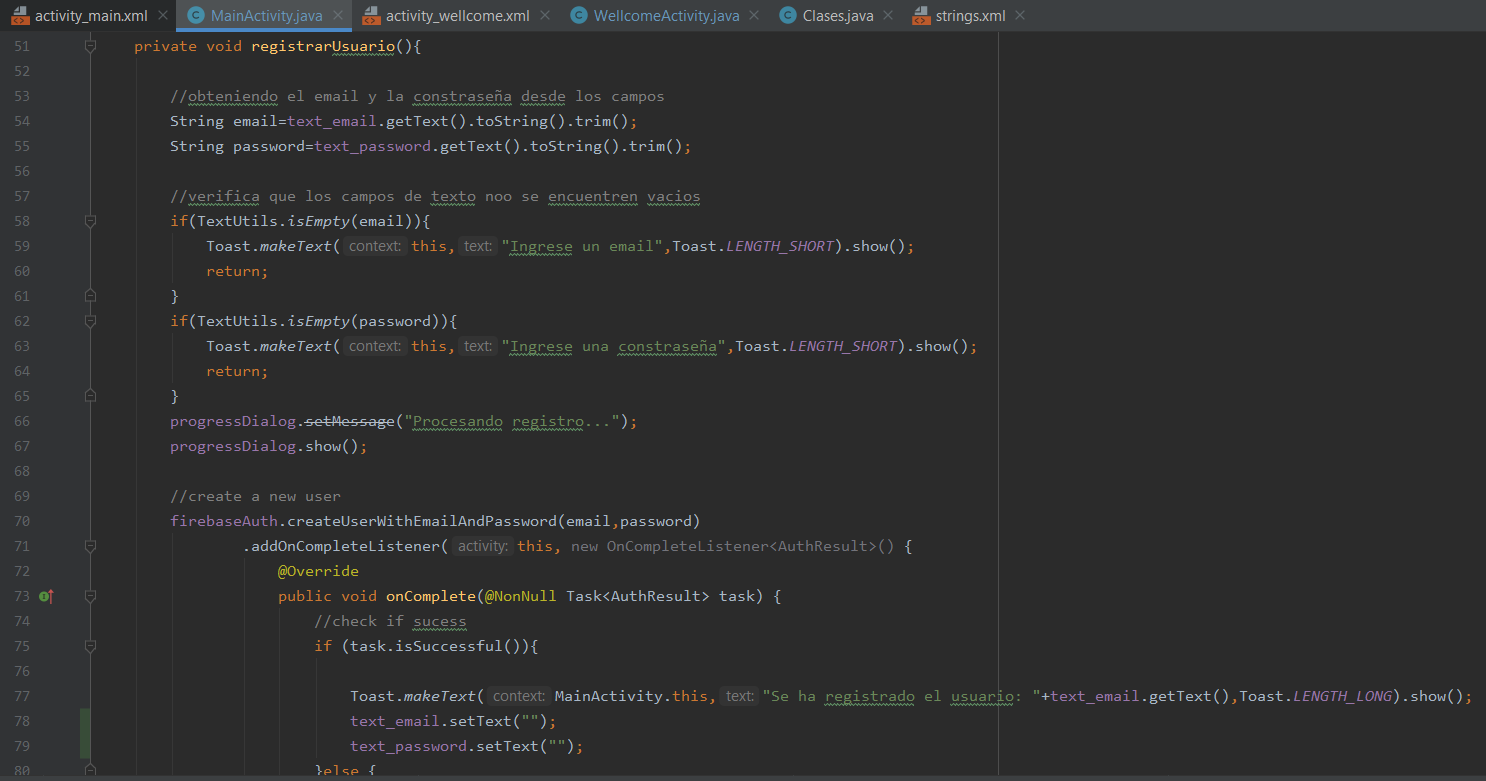 activity_main.xml MainActivity.java activity_wellcome.xml WellcomeActivity.java Clases.java strings.xml
51 private void registrarUsuario(){
52
53 //obteniendo el email y la constraseña desde los campos
54 String email=text_email.getText().toString().trim();
55 String password=text_password.getText().toString().trim();
56
57 //verifica que los campos de texto noo se encuentren vacios
58 if(TextUtils.isEmpty(email)){
59 Toast.makeText( context: this, text: "Ingrese un email",Toast.LENGTH_SHORT).show();
60 return;
61 }
62 if(TextUtils.isEmpty(password)){
63 Toast.makeText( context: this, text: "Ingrese una constraseña",Toast.LENGTH_SHORT).show();
64 return;
65 }
66 progressDialog.setMessage("Procesando registro...");
67 progressDialog.show();
68
69 //create a new user
70 firebaseAuth.createUserWithEmailAndPassword(email,password)
71 .addOnCompleteListener( activity: this, new OnCompleteListener<AuthResult>() {
72 @Override
73 public void onComplete(@NonNull Task<AuthResult> task) {
74 //check if sucess
75 if (task.isSuccessful()){
76
77 Toast.makeText( context: MainActivity.this, text: "Se ha registrado el usuario: "+text_email.getText(),Toast.LENGTH_LONG).show();
78 text_email.setText("");
79 text_password.setText("");
80 }else {